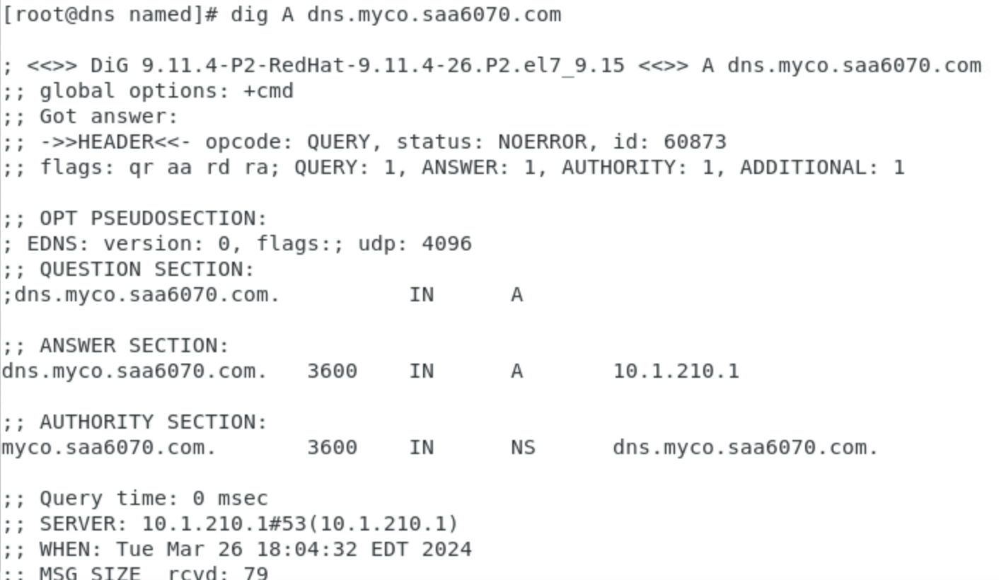 [root@dns named]# dig A dns.myco.saa6070.com
; <<>> DiG 9.11.4-P2-RedHat-9.11.4-26.P2.el7_9.15 <<>> A dns.myco.saa6070.com
;; global options: +cmd
;; Got answer:
;; ->>HEADER<<- opcode: QUERY, status: NOERROR, id: 60873
;; flags: qr aa rd ra; QUERY: 1, ANSWER: 1, AUTHORITY: 1, ADDITIONAL: 1
;; OPT PSEUDOSECTION:
; EDNS: version: 0, flags:; udp: 4096
;; QUESTION SECTION:
;dns.myco.saa6070.com. IN A
;; ANSWER SECTION:
dns.myco.saa6070.com. 3600 IN A 10.1.210.1
;; AUTHORITY SECTION:
myco.saa6070.com. 3600 IN NS dns.myco.saa6070.com.
;; Query time: 0 msec
;; SERVER: 10.1.210.1#53(10.1.210.1)
;; WHEN: Tue Mar 26 18:04:32 EDT 2024
;; MSG SIZE rcvd: 79